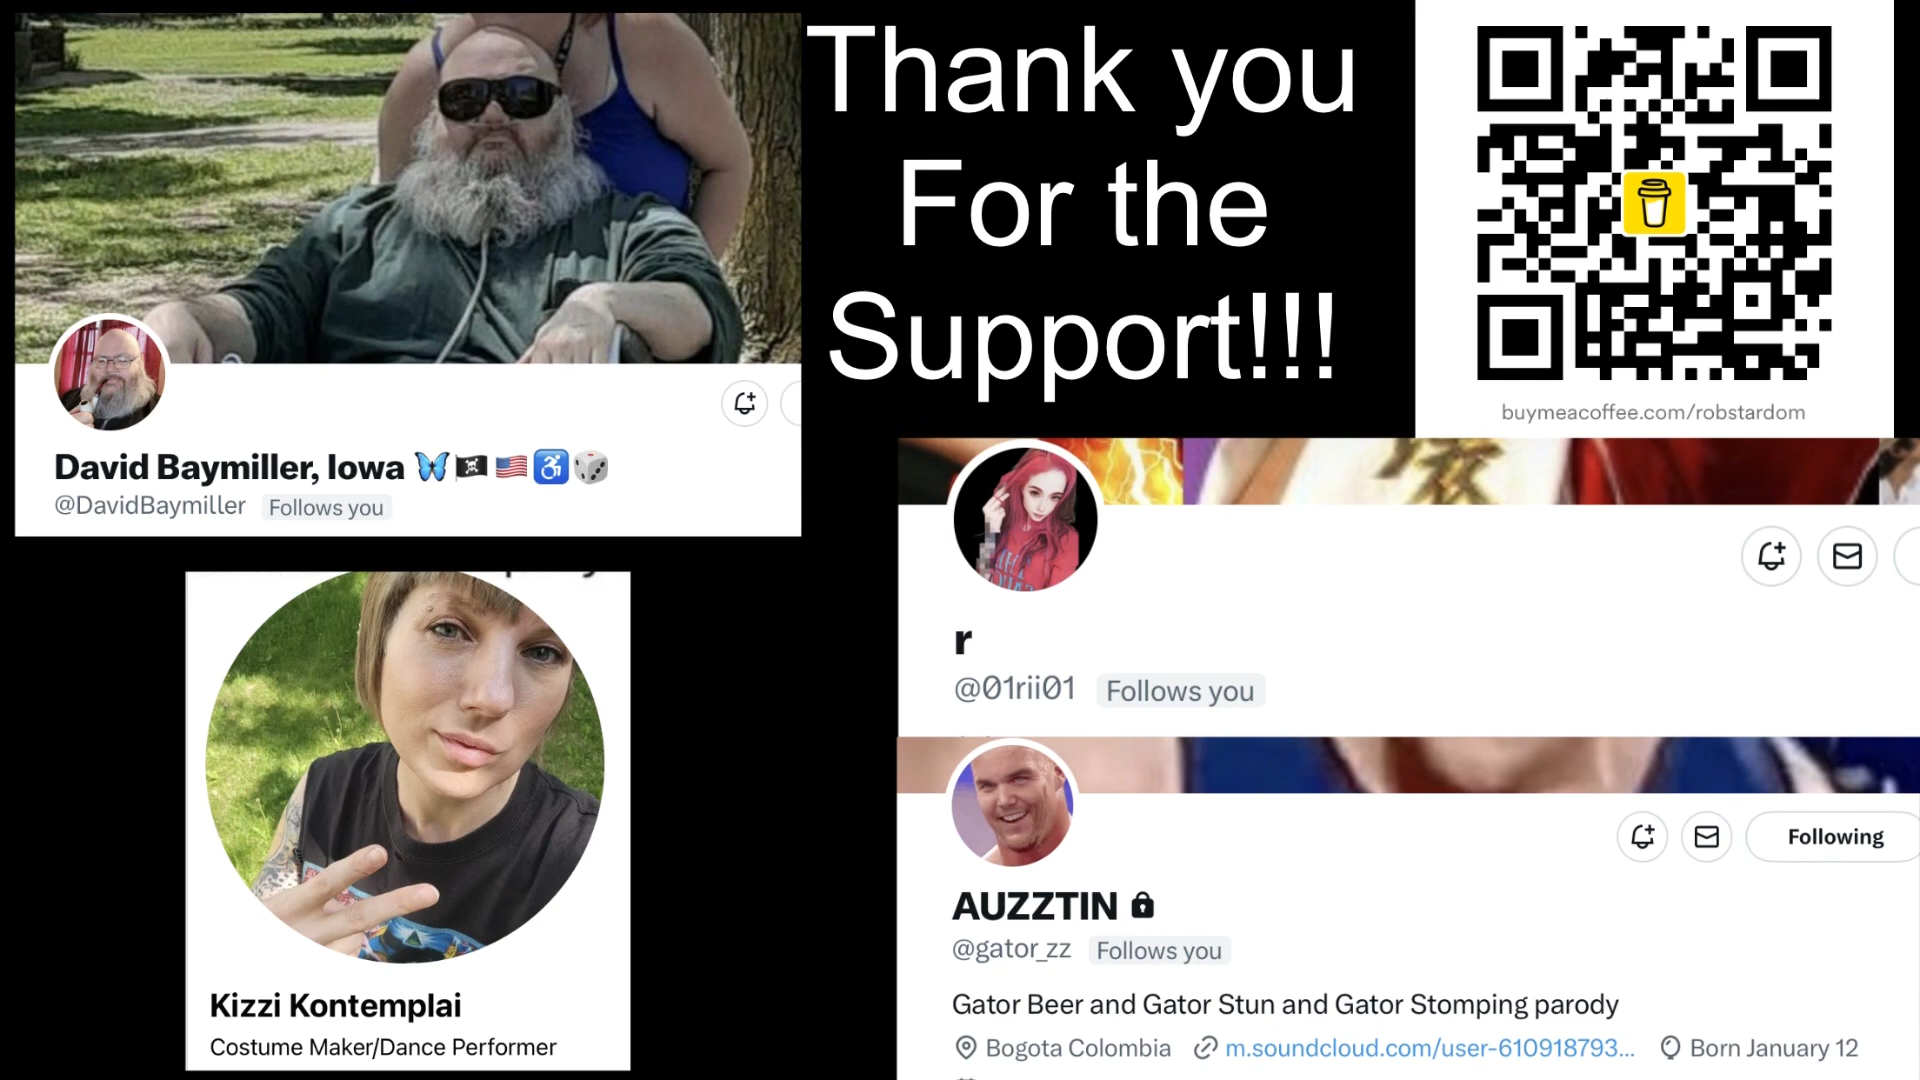 Thank you
For the
Support!!!
buymeacoffee.com/robstardom
David Baymiller, Iowa 🦋🏴‍☠️🇺🇸♿🎲
@DavidBaymiller Follows you
r
@01rii01 Follows you
Kizzi Kontemplai
Costume Maker/Dance Performer
Following
AUZZTIN 🔒
@gator_zz Follows you
Gator Beer and Gator Stun and Gator Stomping parody
Bogota Colombia m.soundcloud.com/user-610918793... Born January 12